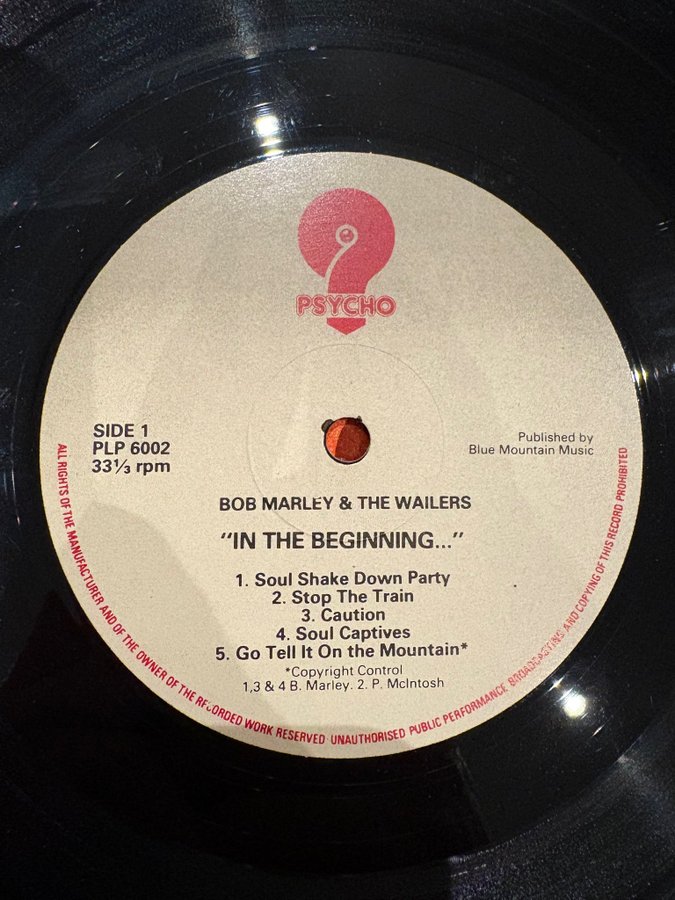 PSYCHO
SIDE 1
PLP 6002
33⅓ rpm
Published by
Blue Mountain Music
BOB MARLEY & THE WAILERS
"IN THE BEGINNING..."
1. Soul Shake Down Party
2. Stop The Train
3. Caution
4. Soul Captives
5. Go Tell It On the Mountain*
*Copyright Control
1,3 & 4 B. Marley. 2. P. McIntosh
ALL RIGHTS OF THE MANUFACTURER AND OF THE OWNER OF THE RECORDED WORK RESERVED UNAUTHORISED PUBLIC PERFORMANCE BROADCASTING AND COPYING OF THIS RECORD PROHIBITED